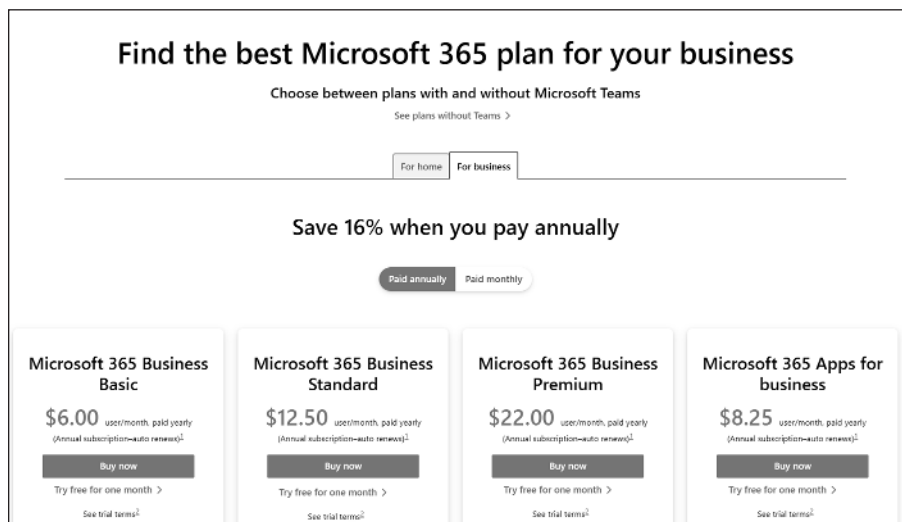 Find the best Microsoft 365 plan for your business
Choose between plans with and without Microsoft Teams
See plans without Teams >
For home
For business
Save 16% when you pay annually
Paid annually
Paid monthly
Microsoft 365 Business
Basic
$6.00 user/month, paid yearly
(Annual subscription–auto renews)1
Buy now
Try free for one month >
See trial terms2
Microsoft 365 Business
Standard
$12.50 user/month, paid yearly
(Annual subscription–auto renews)1
Buy now
Try free for one month >
See trial terms2
Microsoft 365 Business
Premium
$22.00 user/month, paid yearly
(Annual subscription–auto renews)1
Buy now
Try free for one month >
See trial terms2
Microsoft 365 Apps for
business
$8.25 user/month, paid yearly
(Annual subscription–auto renews)1
Buy now
Try free for one month >
See trial terms2